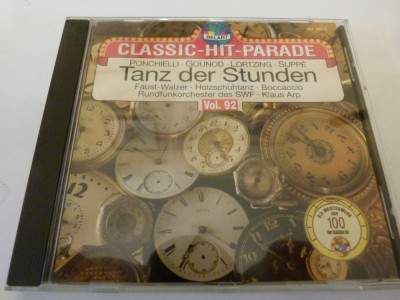 SELART
CLASSIC-HIT-PARADE
PONCHIELLI · GOUNOD · LORTZING · SUPPÉ
Tanz der Stunden
Faust-Walzer · Holzschuhtanz · Boccaccio
Rundfunkorchester des SWF · Klaus Arp
Vol. 92
100